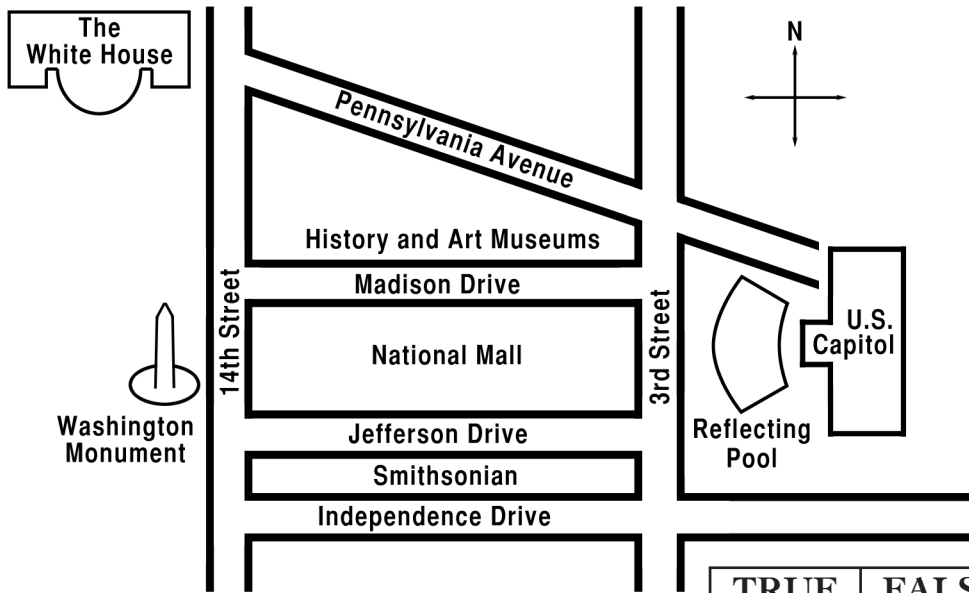 The
White House
N
Pennsylvania Avenue
History and Art Museums
Madison Drive
14th Street
3rd Street
National Mall
U.S.
Capitol
Washington
Monument
Jefferson Drive
Reflecting
Pool
Smithsonian
Independence Drive
TRUE
FALS